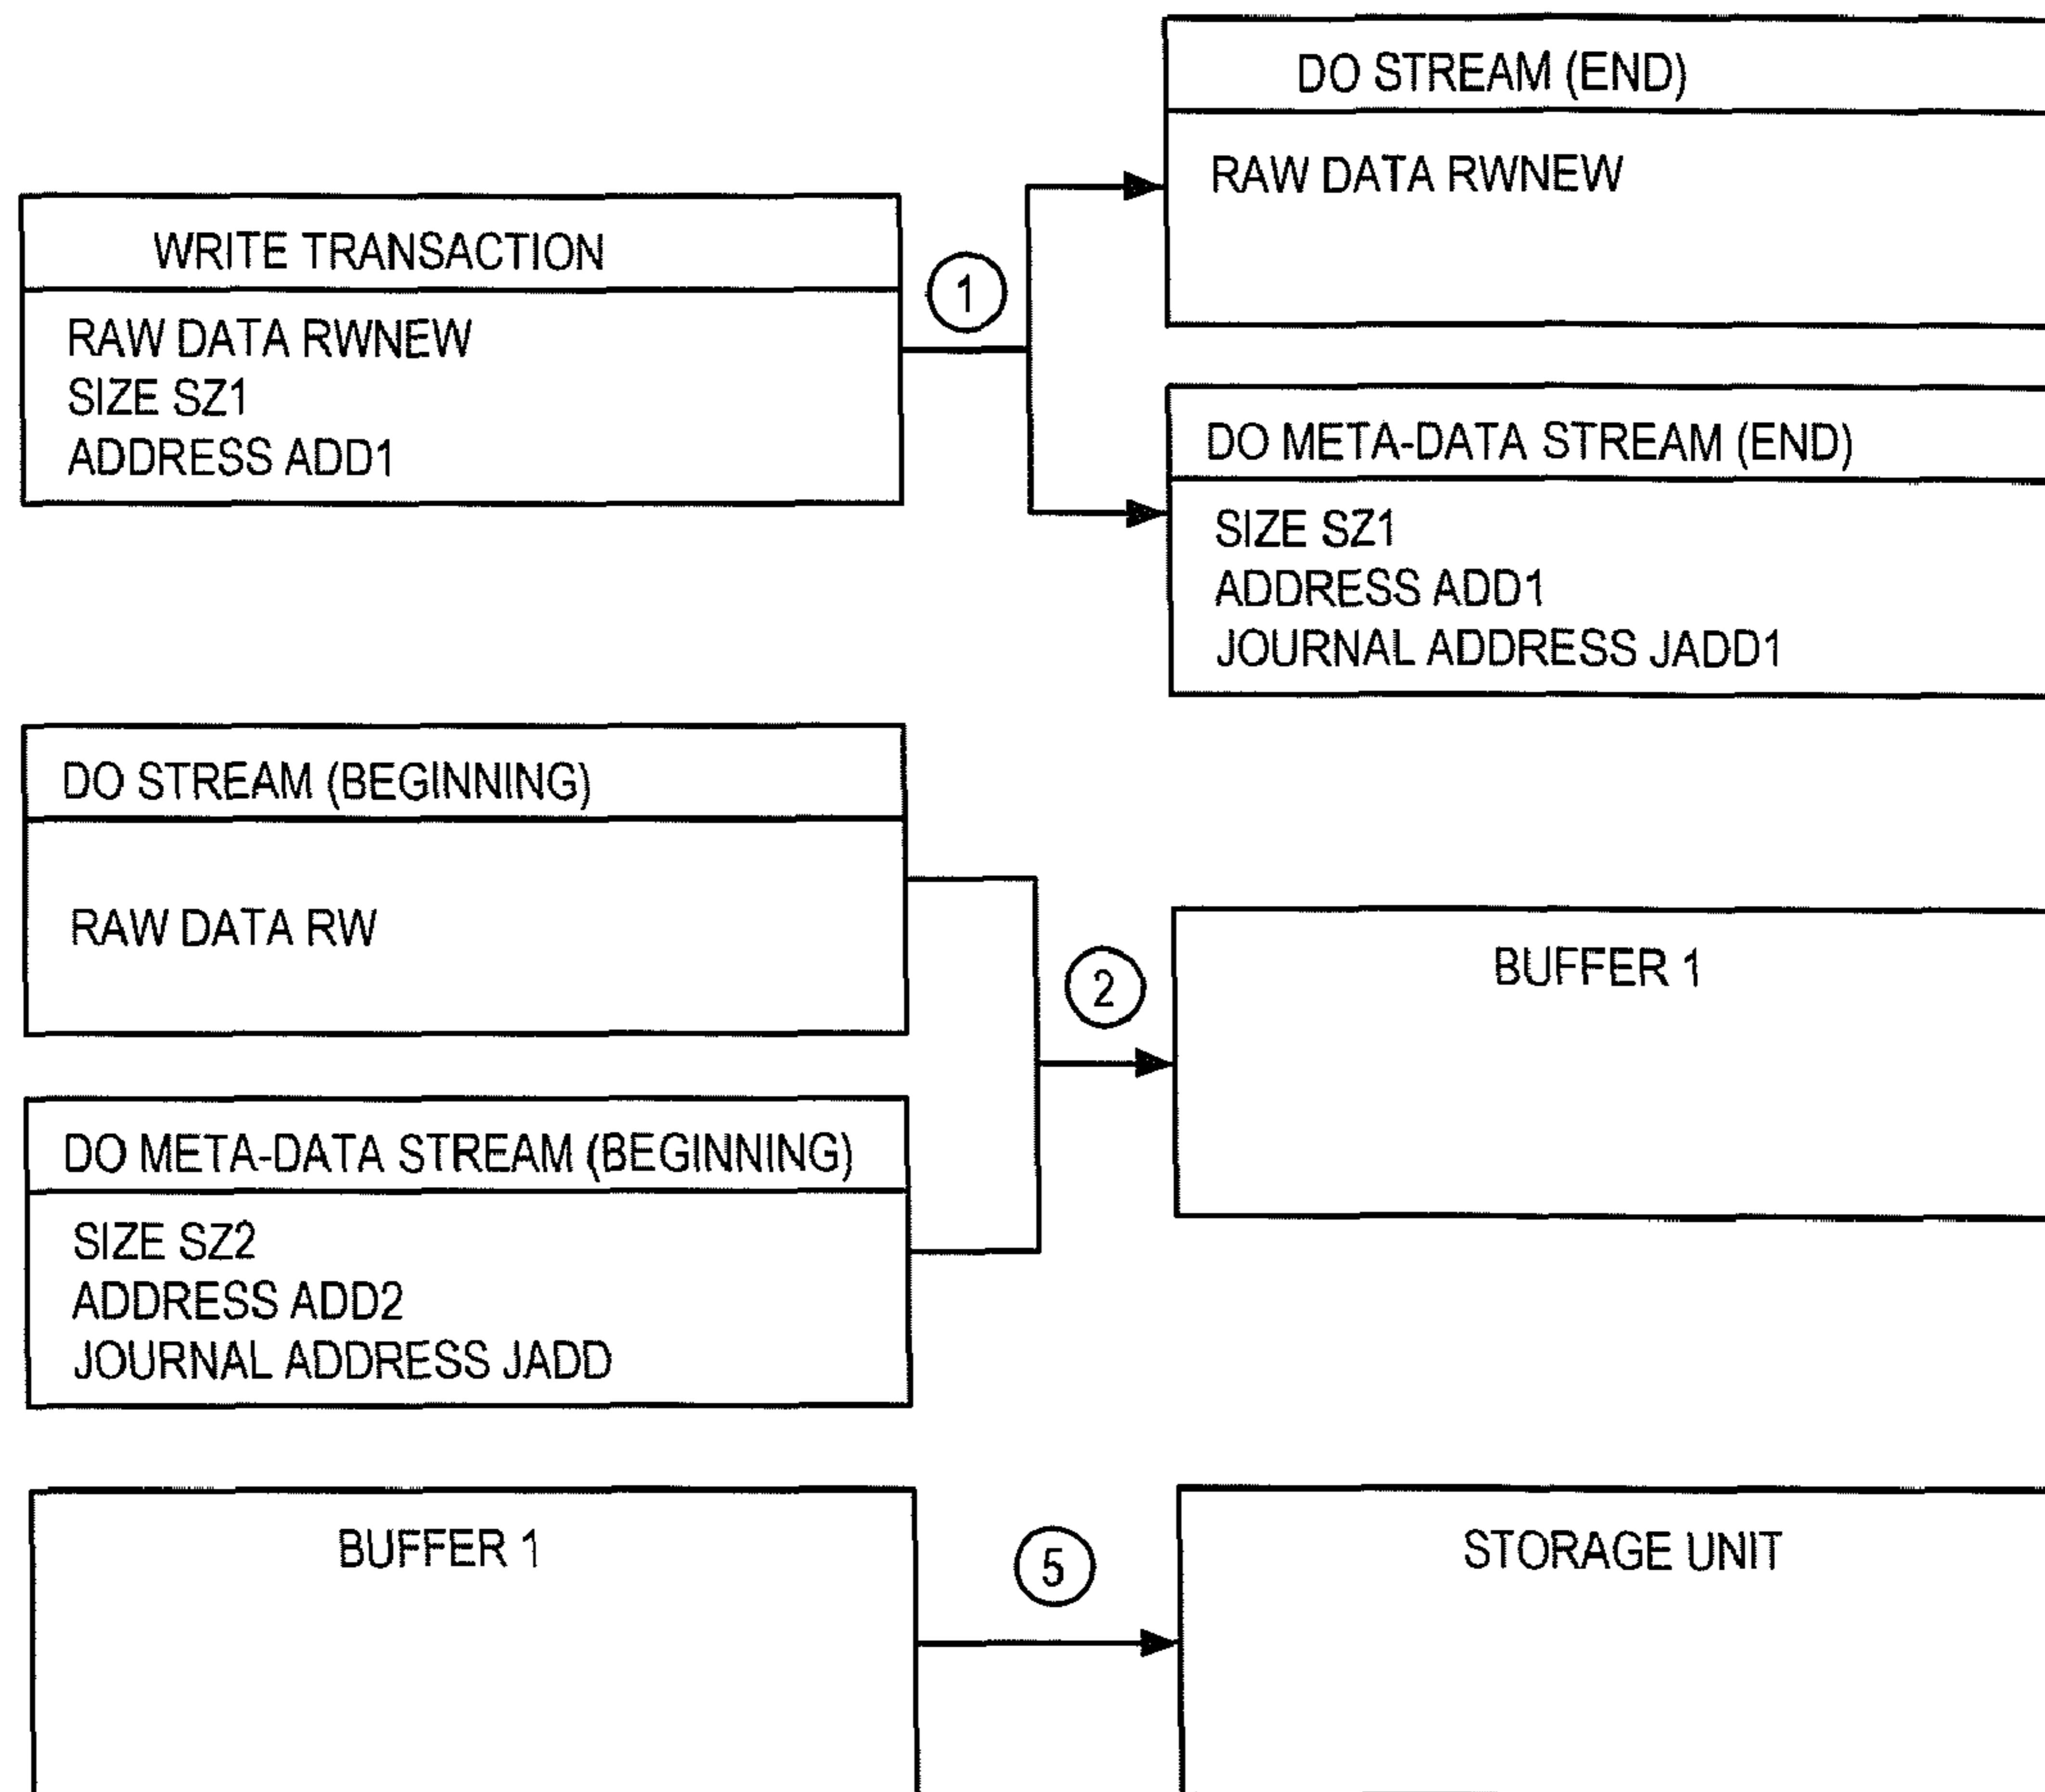 DO STREAM (END)
RAW DATA RWNEW
WRITE TRANSACTION
RAW DATA RWNEW
SIZE SZ1
ADDRESS ADD1
1
DO META-DATA STREAM (END)
SIZE SZ1
ADDRESS ADD1
JOURNAL ADDRESS JADD1
DO STREAM (BEGINNING)
RAW DATA RW
2
BUFFER 1
DO META-DATA STREAM (BEGINNING)
SIZE SZ2
ADDRESS ADD2
JOURNAL ADDRESS JADD
BUFFER 1
5
STORAGE UNIT